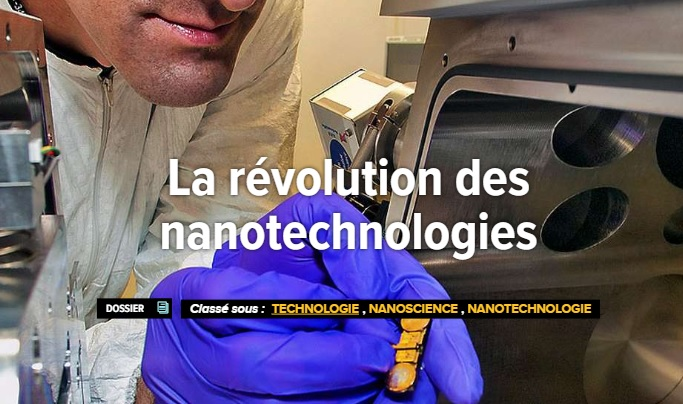 La révolution des
nanotechnologies
DOSSIER Classé sous : TECHNOLOGIE , NANOSCIENCE , NANOTECHNOLOGIE